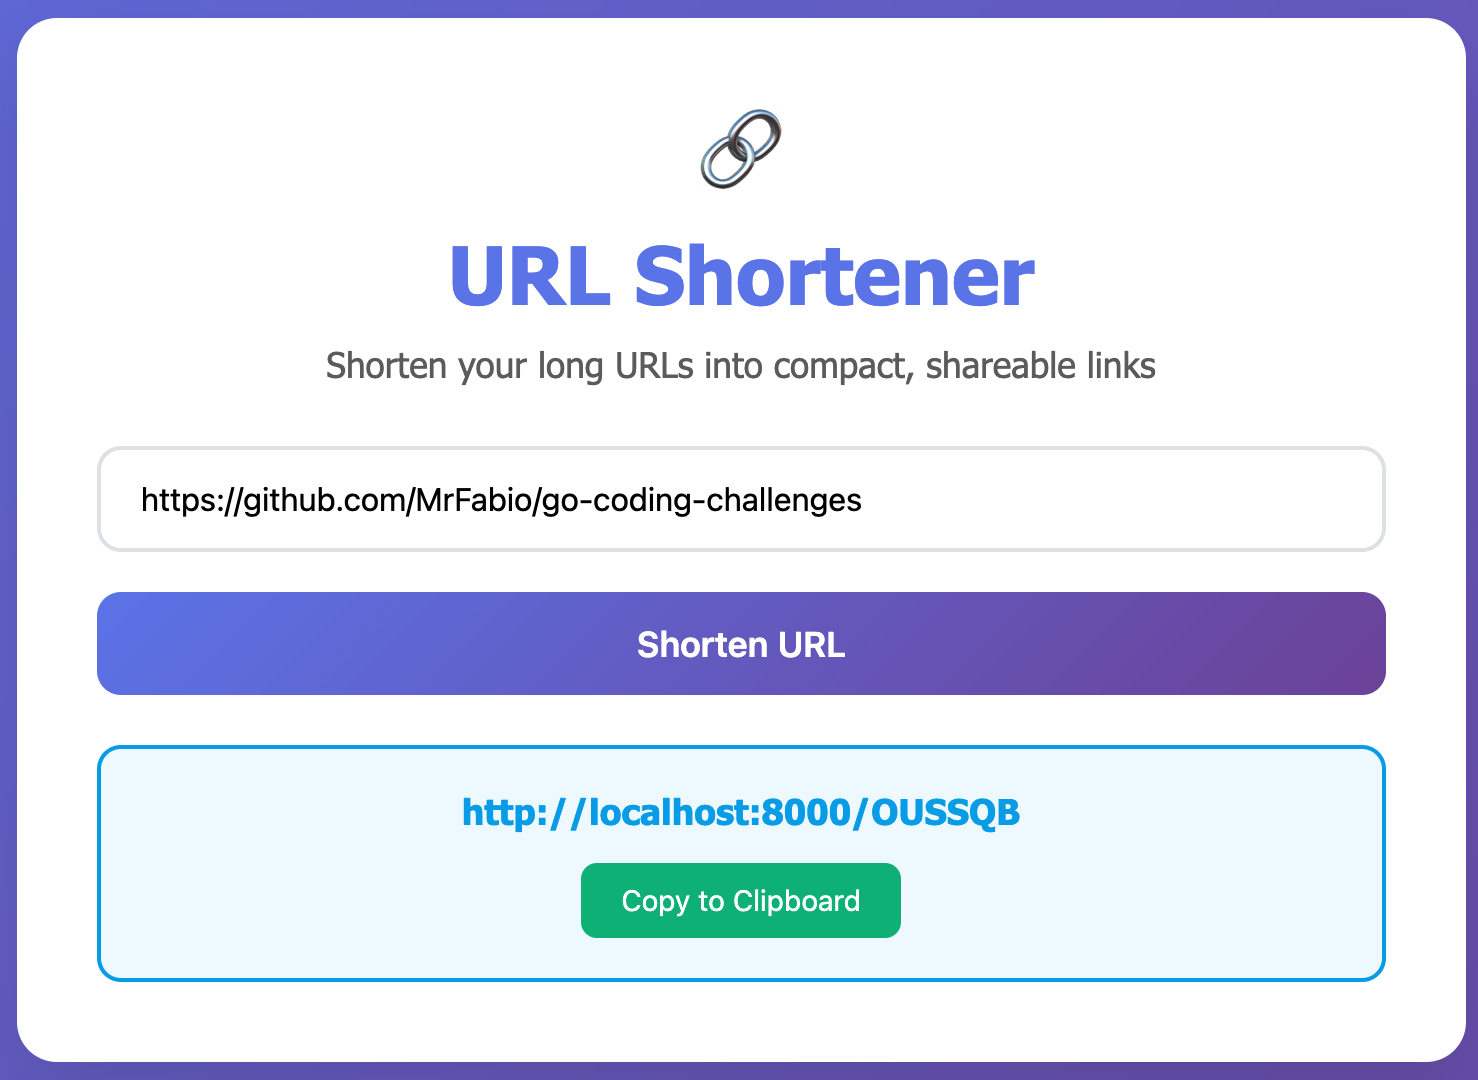 URL Shortener
Shorten your long URLs into compact, shareable links
https://github.com/MrFabio/go-coding-challenges
Shorten URL
http://localhost:8000/OUSSQB
Copy to Clipboard